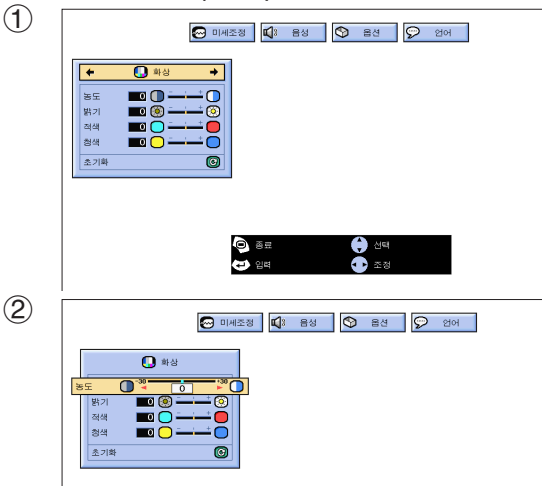 ①
미세조정 음성 옵션 언어
화상
농도 0 - +
밝기 0 - +
적색 0 - +
청색 0 - +
초기화
종료 선택
입력 조정
②
미세조정 음성 옵션 언어
화상
농도 -30 0 +30
밝기 0 - +
적색 0 - +
청색 0 - +
초기화